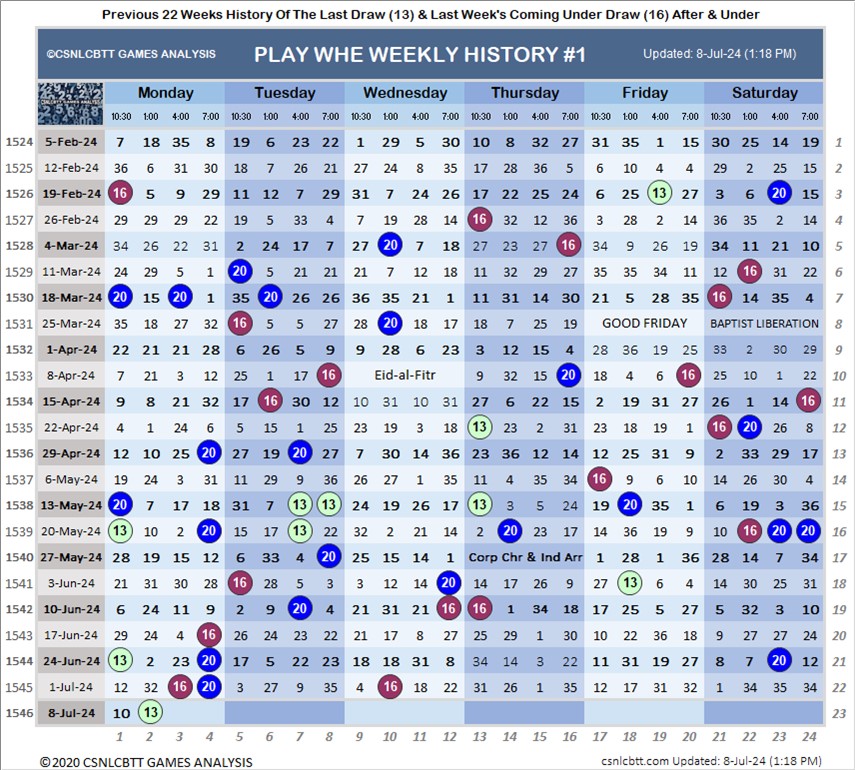 Previous 22 Weeks History Of The Last Draw (13) & Last Week's Coming Under Draw (16) After & Under
©CSNLCBTT GAMES ANALYSIS PLAY WHE WEEKLY HISTORY #1 Updated: 8-Jul-24 (1:18 PM)
Monday Tuesday Wednesday Thursday Friday Saturday
10:30 1:00 4:00 7:00 10:30 1:00 4:00 7:00 10:30 1:00 4:00 7:00 10:30 1:00 4:00 7:00 10:30 1:00 4:00 7:00 10:30 1:00 4:00 7:00
1524 5-Feb-24 7 18 35 8 19 6 23 22 1 29 5 30 10 8 32 27 31 35 1 15 30 25 14 19 1
1525 12-Feb-24 36 6 31 30 18 7 26 21 27 24 8 35 17 28 36 5 6 10 4 4 29 2 25 15 2
1526 19-Feb-24 16 5 9 29 11 12 7 29 31 7 24 26 17 22 25 24 6 25 13 27 3 6 20 15 3
1527 26-Feb-24 29 29 29 22 19 5 33 4 7 19 28 14 16 32 12 36 3 28 2 14 36 35 2 14 4
1528 4-Mar-24 34 26 22 31 2 24 17 7 27 20 7 18 27 23 27 16 34 9 26 19 34 11 21 10 5
1529 11-Mar-24 24 29 5 1 20 5 21 21 21 7 12 18 11 32 29 27 35 35 34 11 12 16 31 22 6
1530 18-Mar-24 20 15 20 1 35 20 26 26 36 35 21 1 11 31 14 30 21 5 28 35 16 14 35 4 7
1531 25-Mar-24 35 18 27 32 16 5 5 27 28 20 18 17 18 7 25 19 GOOD FRIDAY BAPTIST LIBERATION 8
1532 1-Apr-24 22 21 21 28 6 26 5 9 9 28 6 23 3 12 15 4 28 36 19 25 33 2 30 29 9
1533 8-Apr-24 7 21 3 12 25 1 17 16 Eid-al-Fitr 9 32 15 20 18 4 6 16 25 10 1 22 10
1534 15-Apr-24 9 8 21 32 17 16 30 12 10 31 10 31 27 6 22 15 2 19 31 27 26 1 14 16 11
1535 22-Apr-24 4 1 24 6 5 15 1 25 23 19 3 18 13 23 2 31 23 18 19 1 16 20 26 8 12
1536 29-Apr-24 12 10 25 20 27 19 20 27 7 30 14 36 23 36 12 14 12 25 31 9 2 33 29 17 13
1537 6-May-24 19 24 3 31 11 29 9 36 26 27 1 35 31 11 28 4 16 9 6 10 14 26 30 4 14
1538 13-May-24 20 7 17 18 31 7 13 13 24 19 26 17 13 3 5 24 19 20 35 1 6 19 3 36 15
1539 20-May-24 13 10 2 20 15 17 13 22 32 2 21 14 2 20 23 17 14 36 19 9 10 16 20 20 16
1540 27-May-24 28 19 15 12 6 33 4 20 25 15 14 1 Corp Chr & Ind Arr 1 28 1 36 28 14 7 34 17
1541 3-Jun-24 21 31 30 28 16 28 5 3 3 12 14 20 14 17 26 9 27 13 6 4 14 30 25 31 18
1542 10-Jun-24 6 24 11 9 2 9 20 4 21 31 21 16 16 1 34 18 17 25 5 27 5 32 3 10 19
1543 17-Jun-24 29 24 4 16 26 24 23 22 21 17 8 27 25 29 1 30 10 22 36 18 9 27 27 24 20
1544 24-Jun-24 13 2 23 20 17 5 22 23 18 18 31 8 34 14 3 22 11 31 19 27 8 7 20 12 21
1545 1-Jul-24 12 32 16 20 3 27 9 35 4 16 18 22 31 26 1 35 12 17 31 32 1 34 35 34 22
1546 8-Jul-24 10 13 23
1 2 3 4 5 6 7 8 9 10 11 12 13 14 15 16 17 18 19 20 21 22 23 24
©2020 CSNLCBTT GAMES ANALYSIS csnlcbtt.com Updated: 8-Jul-24 (1:18 PM)